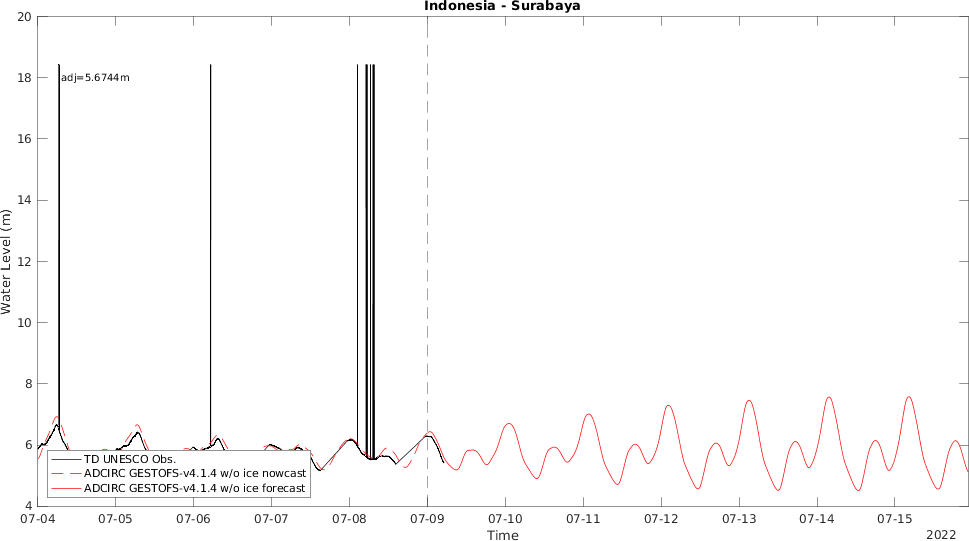 Indonesia - Surabaya
20
18
16
14
12
10
8
6
4
Water Level (m)
adj=5.6744m
TD UNESCO Obs.
ADCIRC GESTOFS-v4.1.4 w/o ice nowcast
ADCIRC GESTOFS-v4.1.4 w/o ice forecast
07-04 07-05 07-06 07-07 07-08 07-09 07-10 07-11 07-12 07-13 07-14 07-15
Time
2022